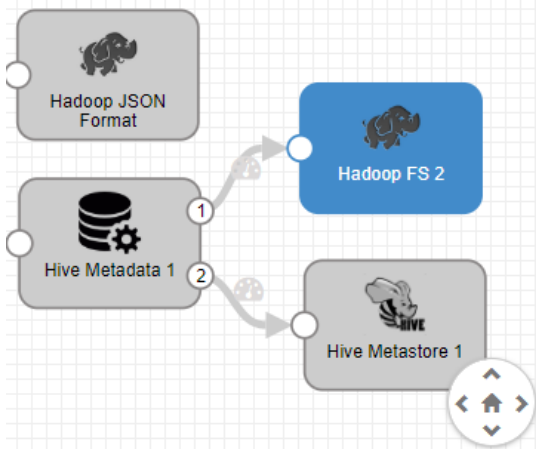 Hadoop JSON
Format
Hadoop FS 2
1
Hive Metadata 1
2
HIVE
Hive Metastore 1